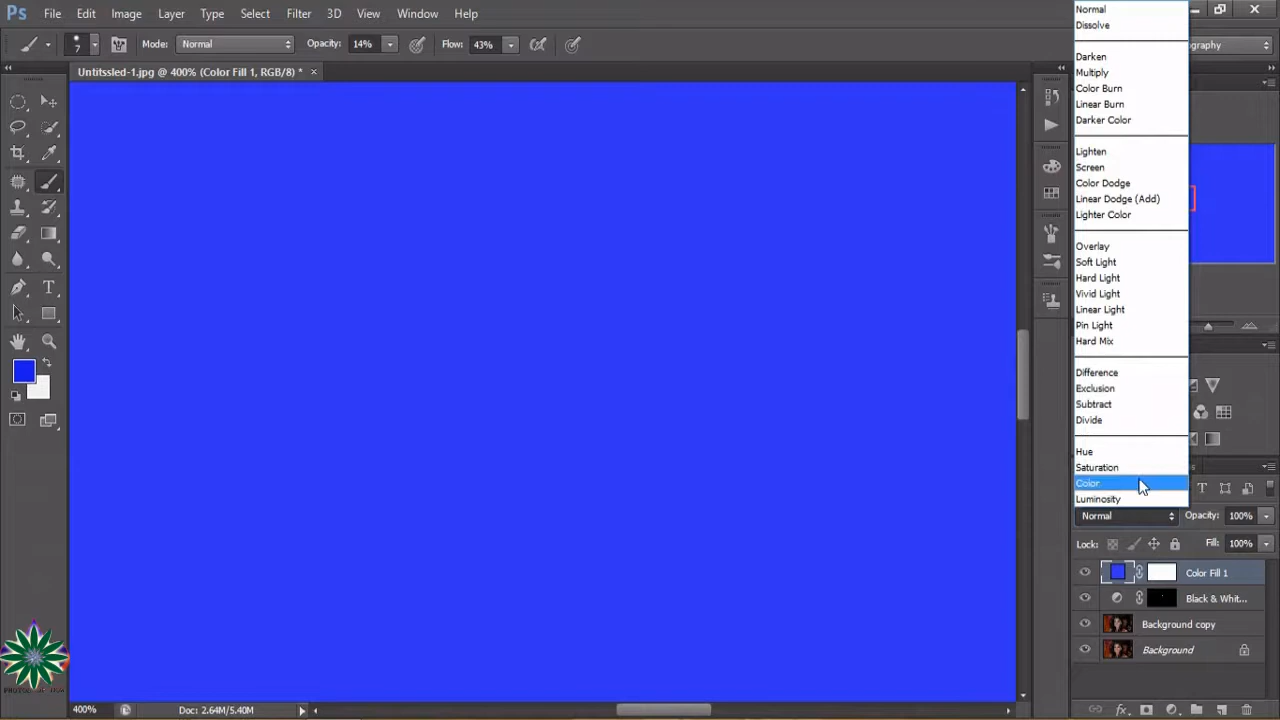 Ps File Edit Image Layer Type Select Filter 3D View Window Help
7 Mode: Normal Opacity: 14% Flow: 43%
Untitssled-1.jpg @ 400% (Color Fill 1, RGB/8) * ×
Normal
Dissolve
Darken
Multiply
Color Burn
Linear Burn
Darker Color
Lighten
Screen
Color Dodge
Linear Dodge (Add)
Lighter Color
Overlay
Soft Light
Hard Light
Vivid Light
Linear Light
Pin Light
Hard Mix
Difference
Exclusion
Subtract
Divide
Hue
Saturation
Color
Luminosity
Normal Opacity: 100%
Lock: Fill: 100%
Color Fill 1
Black & Whit...
Background copy
Background
400% Doc: 2.64M/5.40M